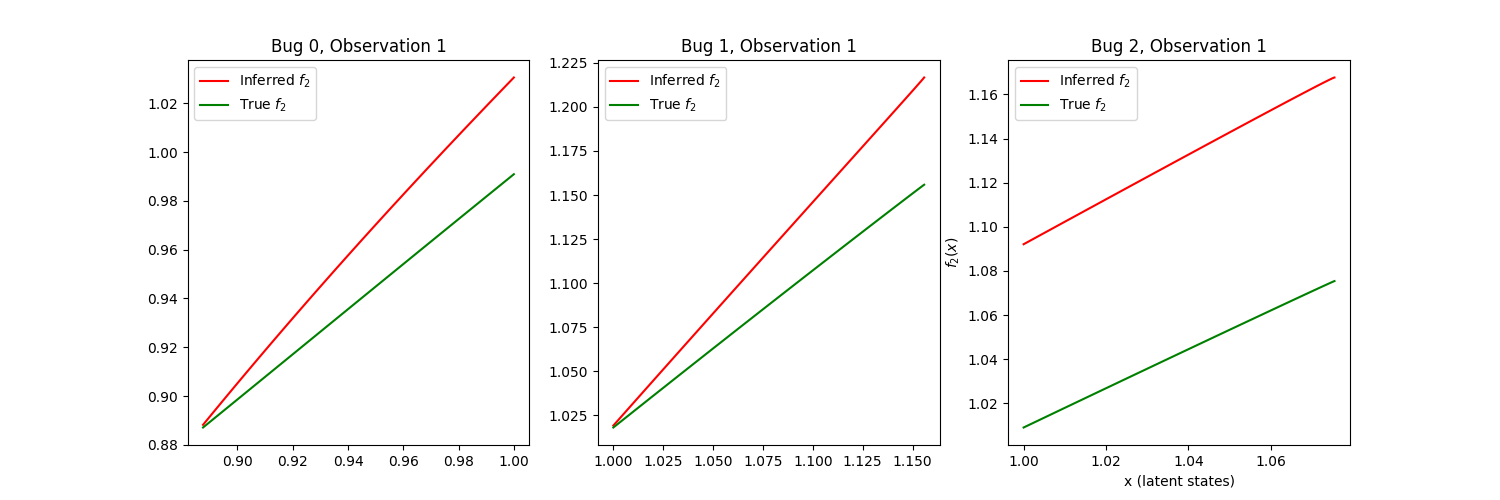 Bug 0, Observation 1
Inferred f₂
True f₂
1.02
1.00
0.98
0.96
0.94
0.92
0.90
0.88
0.90 0.92 0.94 0.96 0.98 1.00
Bug 1, Observation 1
Inferred f₂
True f₂
1.225
1.200
1.175
1.150
1.125
1.100
1.075
1.050
1.025
1.000 1.025 1.050 1.075 1.100 1.125 1.150
Bug 2, Observation 1
Inferred f₂
True f₂
f₂(x)
1.16
1.14
1.12
1.10
1.08
1.06
1.04
1.02
1.00 1.02 1.04 1.06
x (latent states)